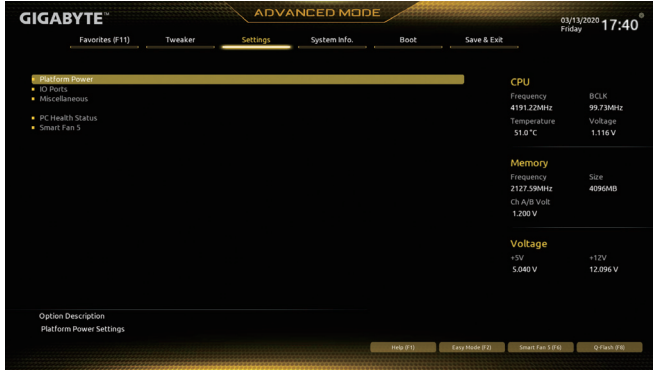 GIGABYTE™
ADVANCED MODE
03/13/2020
Friday
17:40
Favorites (F11) Tweaker Settings System Info. Boot Save & Exit
Platform Power
IO Ports
Miscellaneous
PC Health Status
Smart Fan 5
CPU
Frequency BCLK
4191.22MHz 99.73MHz
Temperature Voltage
51.0 °C 1.116 V
Memory
Frequency Size
2127.59MHz 4096MB
Ch A/B Volt
1.200 V
Voltage
+5V +12V
5.040 V 12.096 V
Option Description
Platform Power Settings
Help (F1) Easy Mode (F2) Smart Fan 5 (F6) Q-Flash (F8)